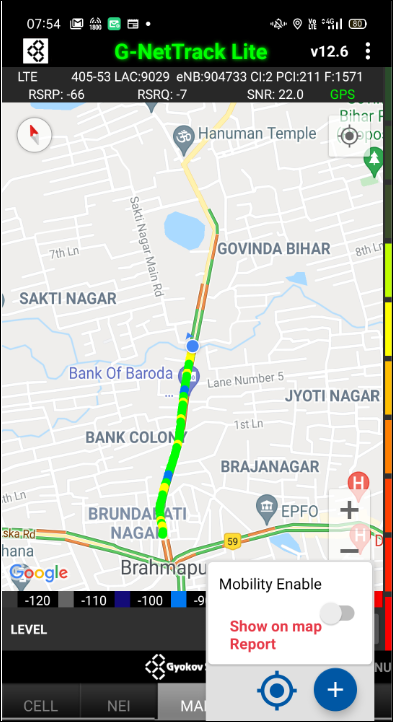 07:54
4G
80
G-NetTrack Lite
v12.6
LTE 405-53 LAC:9029 eNB:904733 CI:2 PCI:211 F:1571
RSRP: -66 RSRQ: -7 SNR: 22.0 GPS
Hanuman Temple
Bihar
Sakti Nagar Main Rd
7th Ln
GOVINDA BIHAR
8th Ln
SAKTI NAGAR
Bank Of Baroda
...
Lane Number 5
JYOTI NAGAR
1st Ln
BANK COLONY
BRAJANAGAR
BRUNDABATI
NAGAR
EPFO
H
+
ska.Rd
59
H
hana
−
Google
Brahmapu
-120 -110 -100 -9
Mobility Enable
LEVEL
Show on map
Report
Gyokov S
NU
CELL NEI MA
+